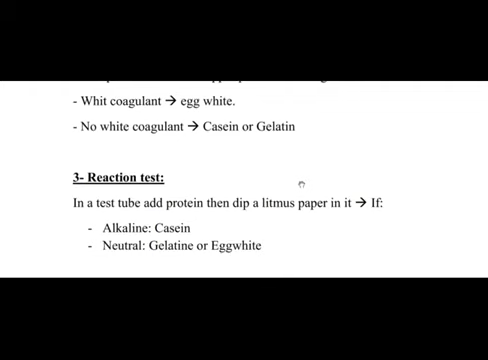 - Whit coagulant → egg white.
- No white coagulant → Casein or Gelatin
3- Reaction test:
In a test tube add protein then dip a litmus paper in it → If:
- Alkaline: Casein
- Neutral: Gelatine or Eggwhite